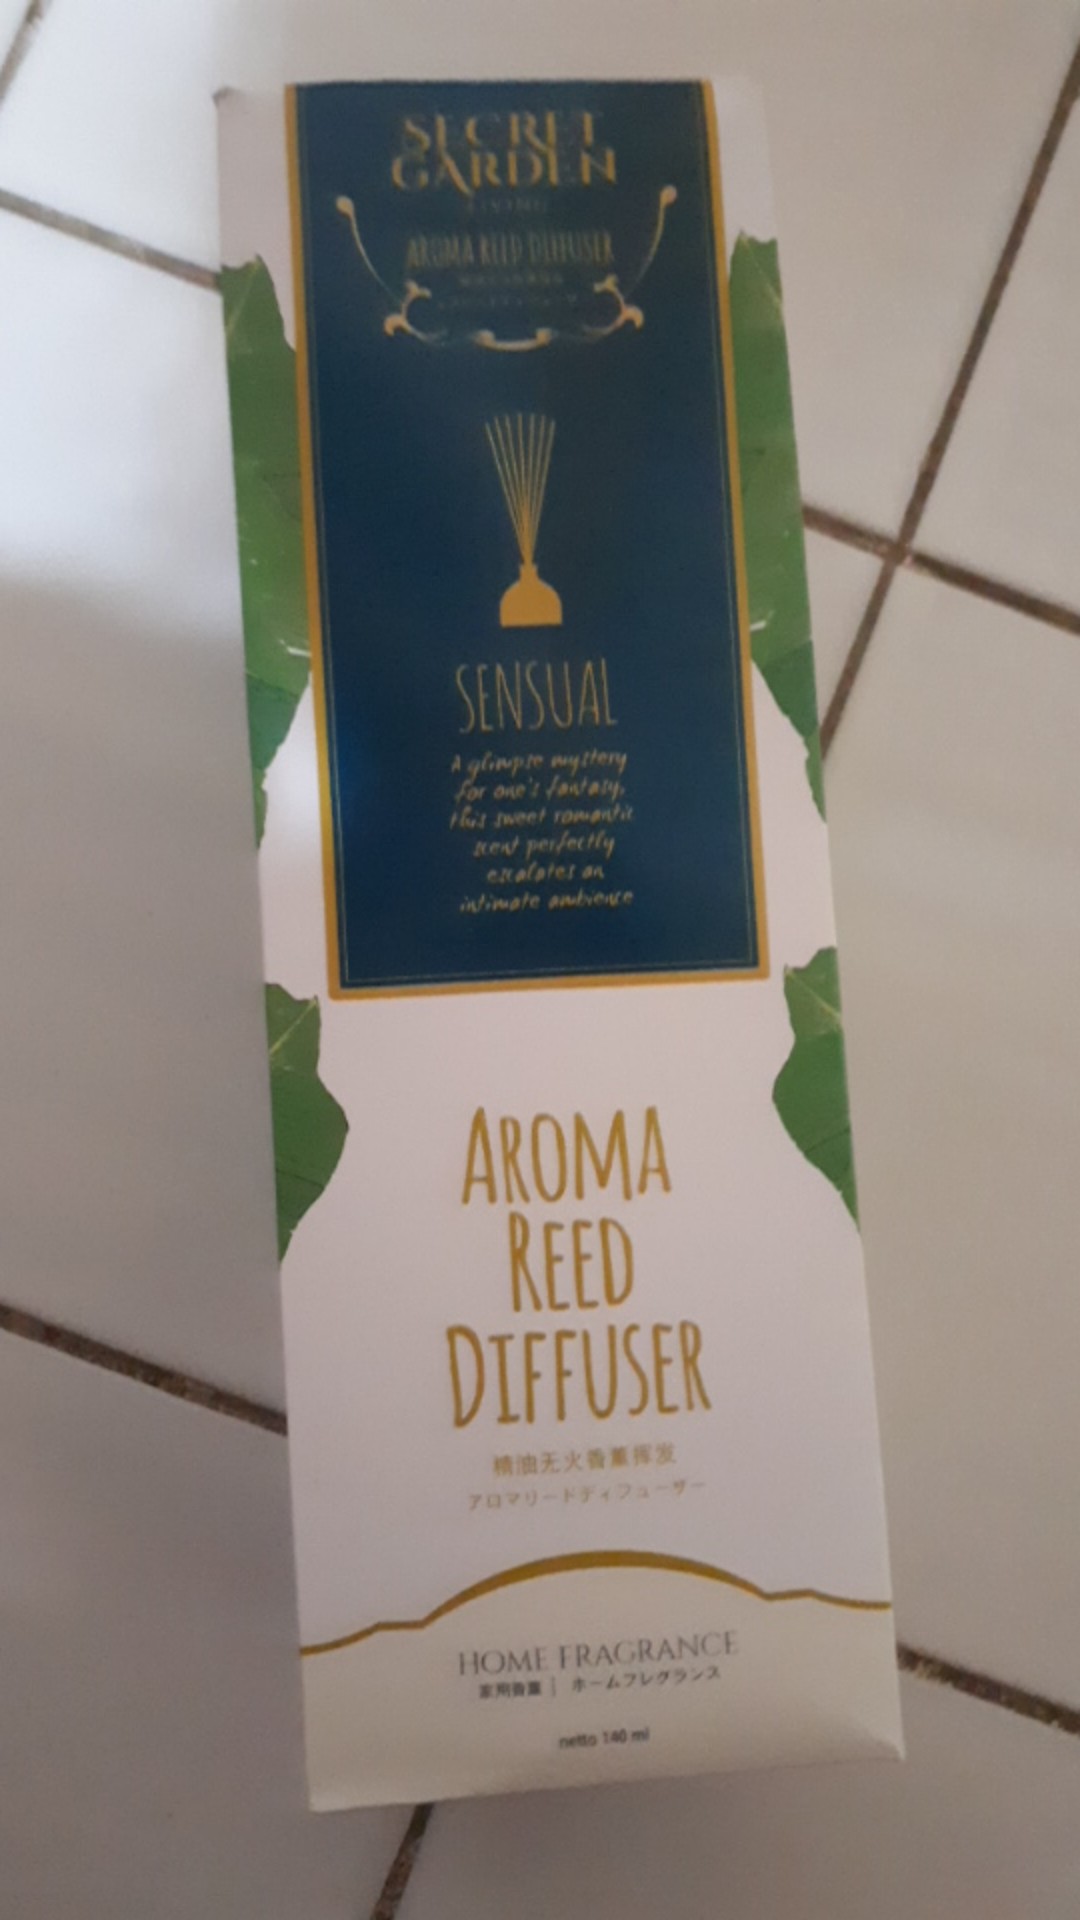 SECRET
GARDEN
AROMA REED DIFFUSER
SENSUAL
A glimpse mystery
for one's fantasy,
this sweet romantic
scent perfectly
escalates an
intimate ambience
AROMA
REED
DIFFUSER
精油无火香薰挥发
アロマリードディフューザー
HOME FRAGRANCE
家用香薰 | ホームフレグランス
netto 140 ml